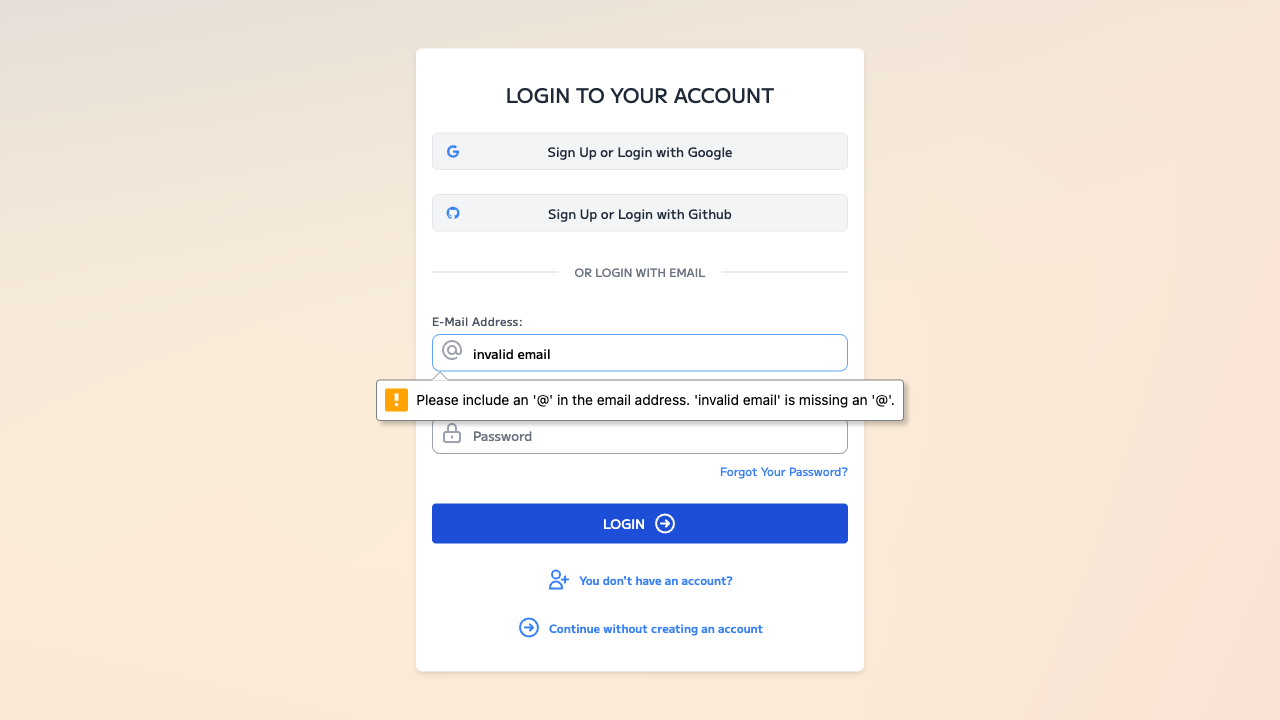 LOGIN TO YOUR ACCOUNT
Sign Up or Login with Google
Sign Up or Login with Github
OR LOGIN WITH EMAIL
E-Mail Address:
invalid email
Please include an '@' in the email address. 'invalid email' is missing an '@'.
Password
Forgot Your Password?
LOGIN
You don't have an account?
Continue without creating an account